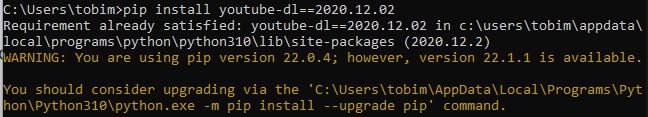 C:\Users\tobim>pip install youtube-dl==2020.12.02
Requirement already satisfied: youtube-dl==2020.12.02 in c:\users\tobim\appdata\
local\programs\python\python310\lib\site-packages (2020.12.2)
WARNING: You are using pip version 22.0.4; however, version 22.1.1 is available.
You should consider upgrading via the 'C:\Users\tobim\AppData\Local\Programs\Pyt
hon\Python310\python.exe -m pip install --upgrade pip' command.